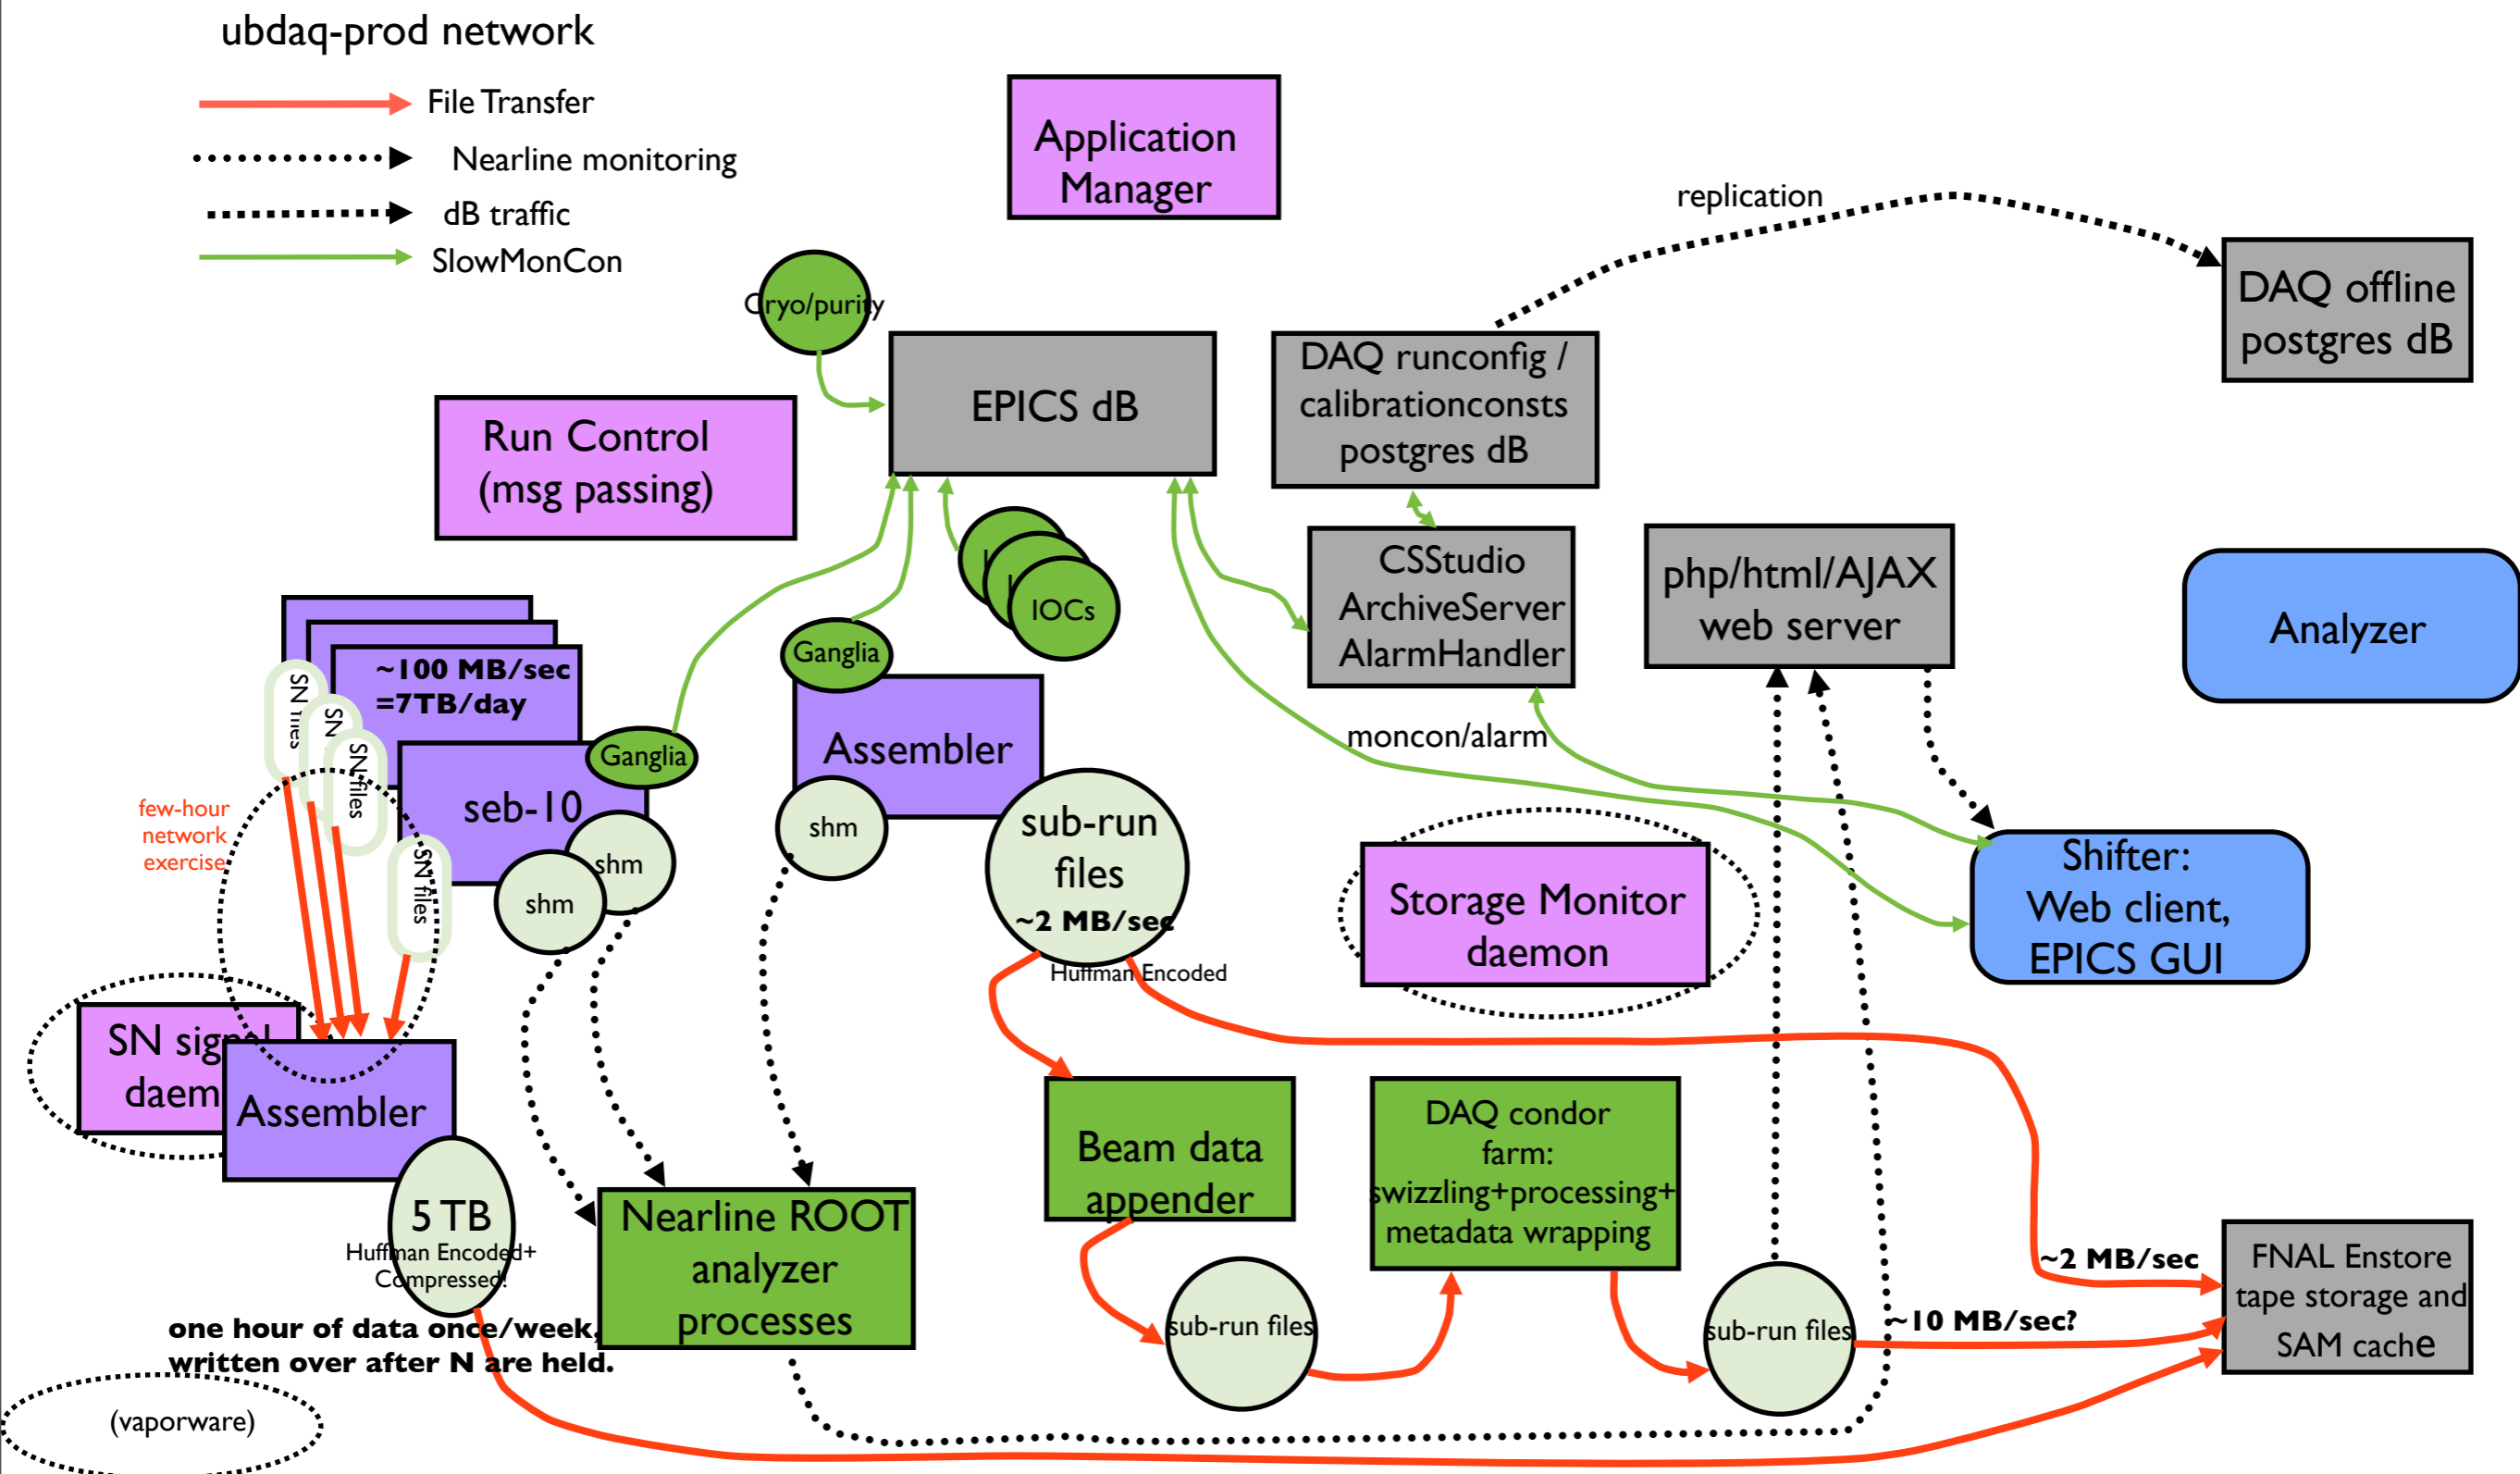 ubdaq-prod network
File Transfer
Nearline monitoring
dB traffic
SlowMonCon
Application
Manager
replication
DAQ offline
postgres dB
Cryo/purity
EPICS dB
DAQ runconfig /
calibrationconsts
postgres dB
Run Control
(msg passing)
IOCs
CSStudio
ArchiveServer
AlarmHandler
php/html/AJAX
web server
Analyzer
~100 MB/sec
=7TB/day
SN files
SN
SN files
SN files
Ganglia
Ganglia
Assembler
seb-10
shm
shm
shm
moncon/alarm
few-hour
network
exercise
sub-run
files
~2 MB/sec
Huffman Encoded
Storage Monitor
daemon
Shifter:
Web client,
EPICS GUI
SN signal
daem
Assembler
5 TB
Huffman Encoded+
Compressed!
one hour of data once/week,
written over after N are held.
Nearline ROOT
analyzer
processes
Beam data
appender
DAQ condor
farm:
swizzling+processing+
metadata wrapping
sub-run files
sub-run files
~2 MB/sec
~10 MB/sec?
FNAL Enstore
tape storage and
SAM cache
(vaporware)